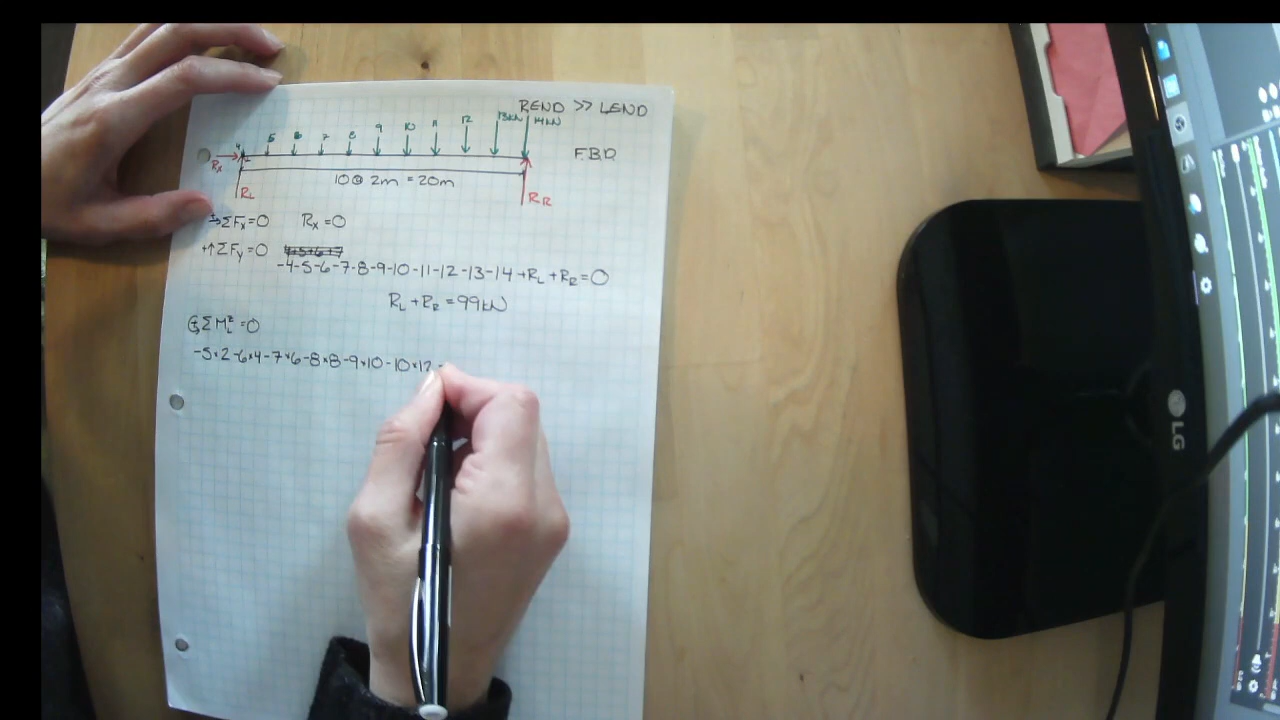 REND >> LEND
4 5 6 7 8 9 10 11 12 13kN 14kN
F.B.D.
Rx
10 @ 2m = 20m
RL RR
+→ΣFx=0 Rx=0
+↑ΣFy=0
-4-5-6-7-8-9-10-11-12-13-14+RL+RR=0
RL+RR=99kN
ΣML=0
-5×2-6×4-7×6-8×8-9×10-10×12-
LG